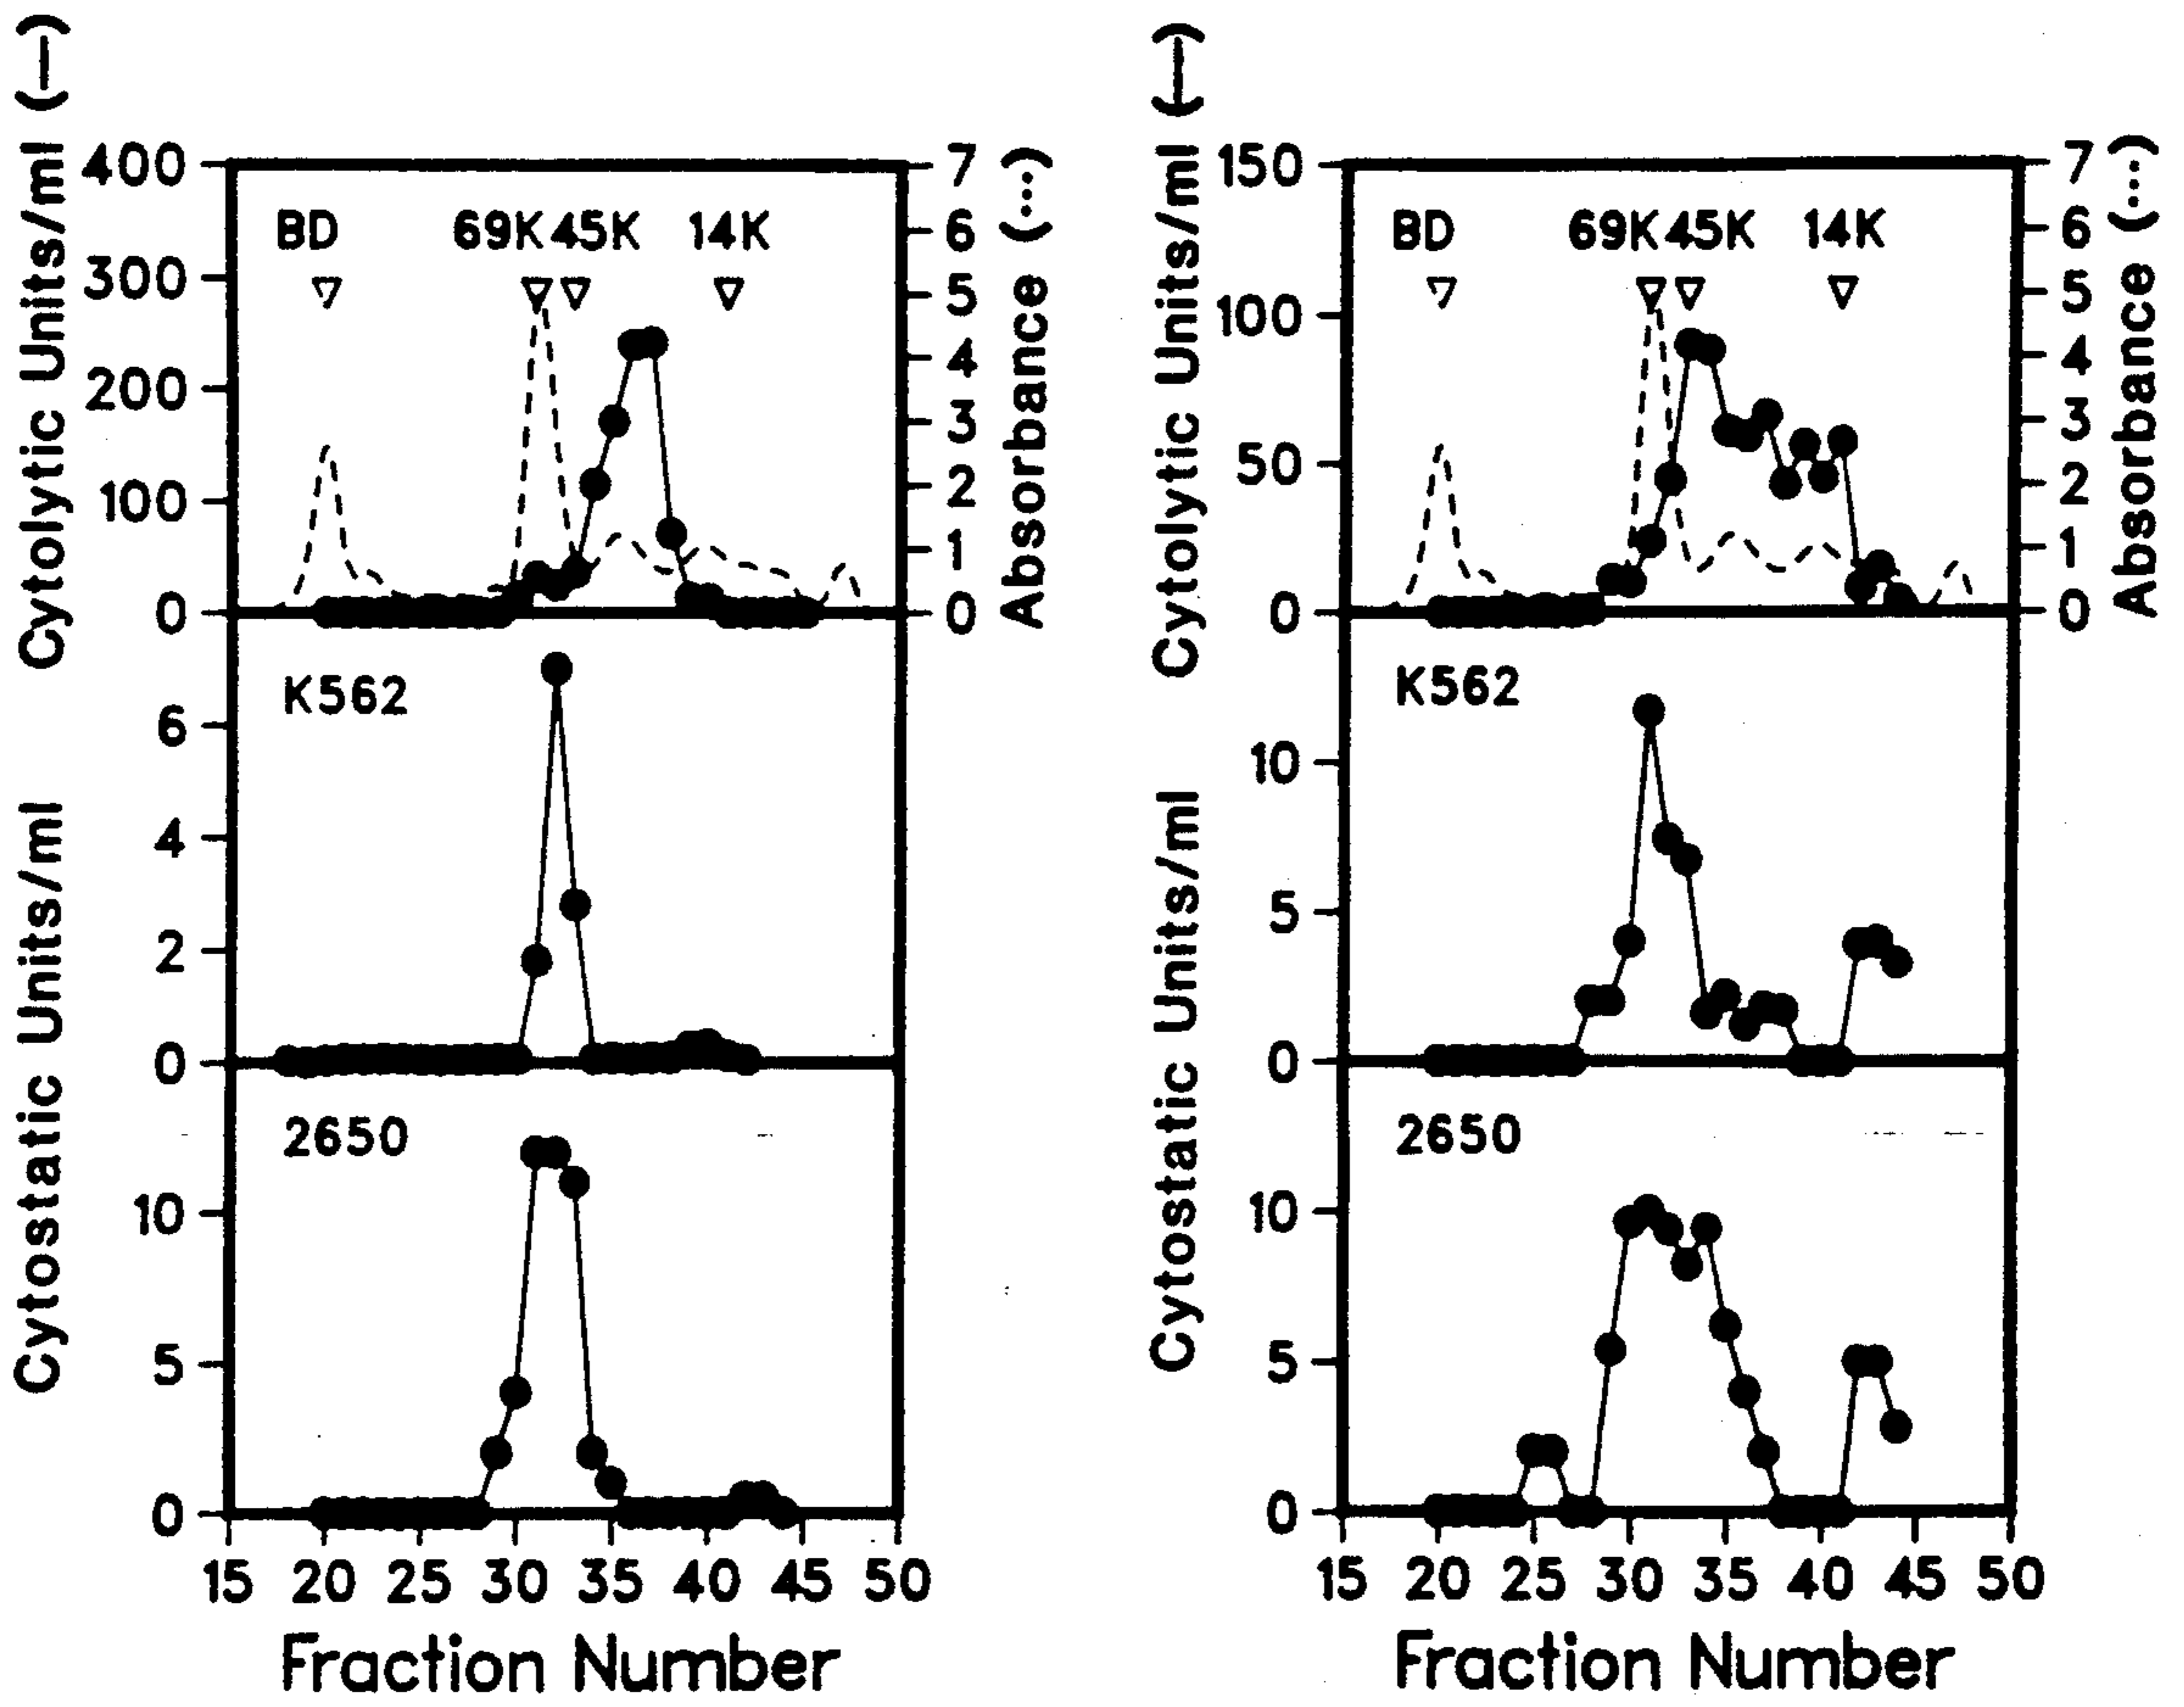 Cytolytic Units/ml (—)
400
300
200
100
0
BD 69K 45K 14K
7
6
5
4
3
2
1
0
Absorbance (...)
Cytostatic Units/ml
K562
6
4
2
0
2650
10
5
0
15 20 25 30 35 40 45 50
Fraction Number
Cytolytic Units/ml (—)
150
100
50
0
BD 69K 45K 14K
7
6
5
4
3
2
1
0
Absorbance (...)
Cytostatic Units/ml
K562
10
5
0
2650
10
5
0
15 20 25 30 35 40 45 50
Fraction Number